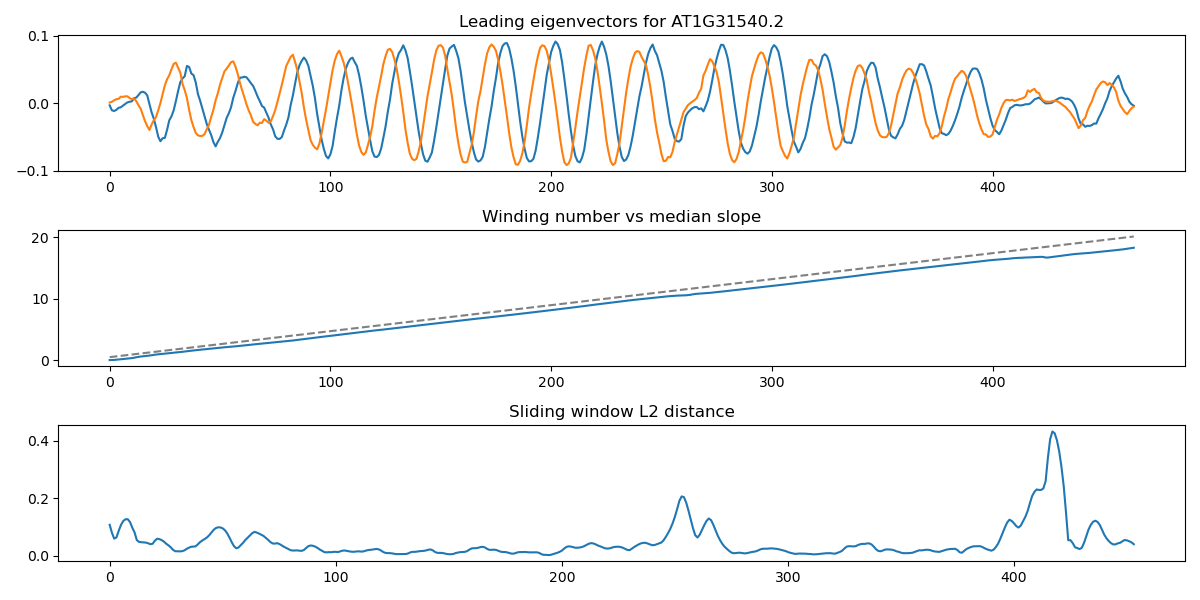 Leading eigenvectors for AT1G31540.2
0.1
0.0
−0.1
0 100 200 300 400
Winding number vs median slope
20
10
0
0 100 200 300 400
Sliding window L2 distance
0.4
0.2
0.0
0 100 200 300 400